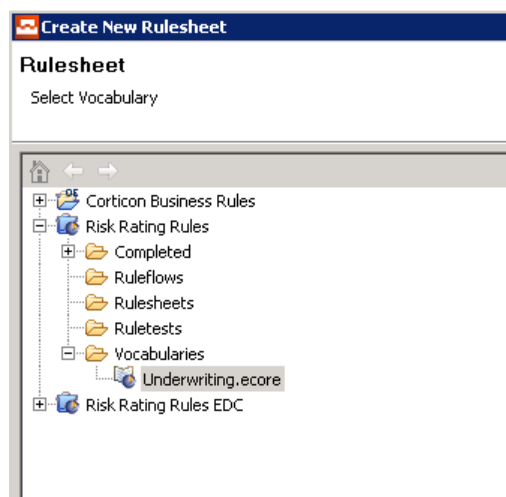 Create New Rulesheet
Rulesheet
Select Vocabulary
OE
Corticon Business Rules
Risk Rating Rules
Completed
Ruleflows
Rulesheets
Ruletests
Vocabularies
Underwriting.ecore
Risk Rating Rules EDC